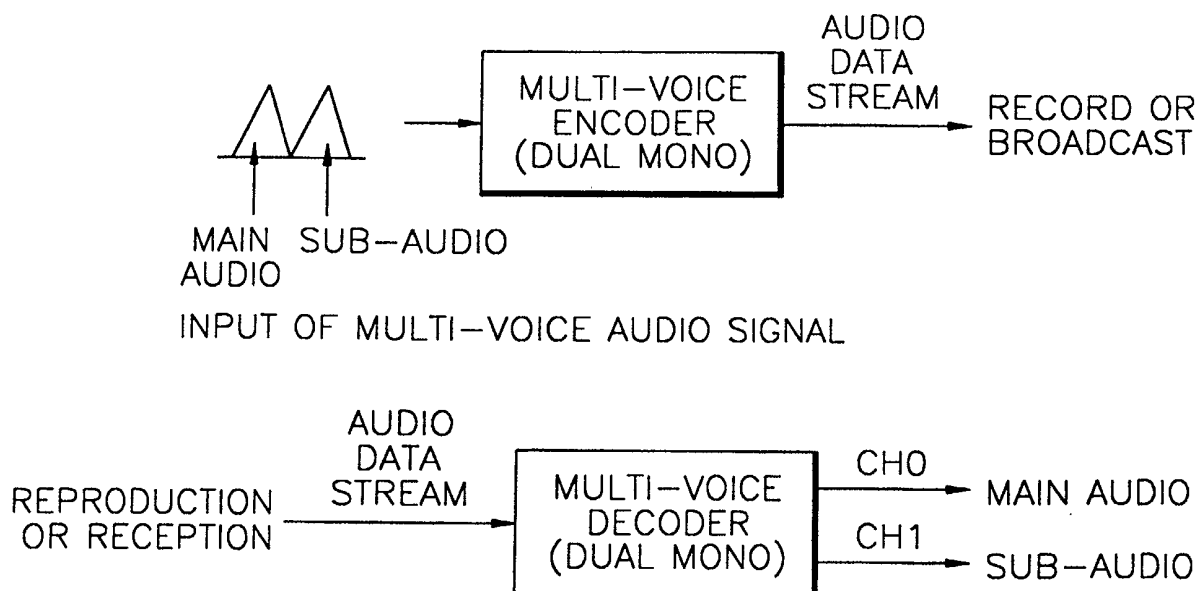 AUDIO
DATA
STREAM
MULTI-VOICE
ENCODER
(DUAL MONO)
RECORD OR
BROADCAST
MAIN
AUDIO
SUB-AUDIO
INPUT OF MULTI-VOICE AUDIO SIGNAL
AUDIO
DATA
STREAM
REPRODUCTION
OR RECEPTION
MULTI-VOICE
DECODER
(DUAL MONO)
CH0
MAIN AUDIO
CH1
SUB-AUDIO